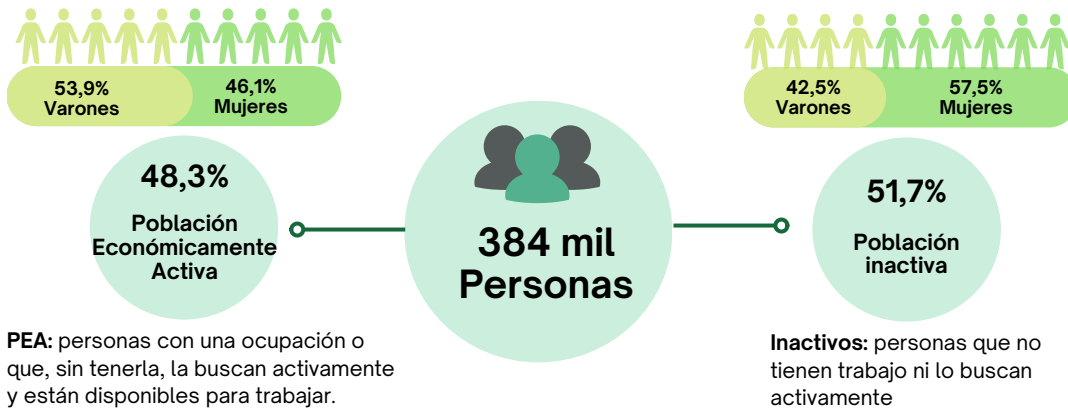 53,9%
Varones
46,1%
Mujeres
48,3%
Población
Económicamente
Activa
PEA: personas con una ocupación o
que, sin tenerla, la buscan activamente
y están disponibles para trabajar.
384 mil
Personas
42,5%
Varones
57,5%
Mujeres
51,7%
Población
inactiva
Inactivos: personas que no
tienen trabajo ni lo buscan
activamente